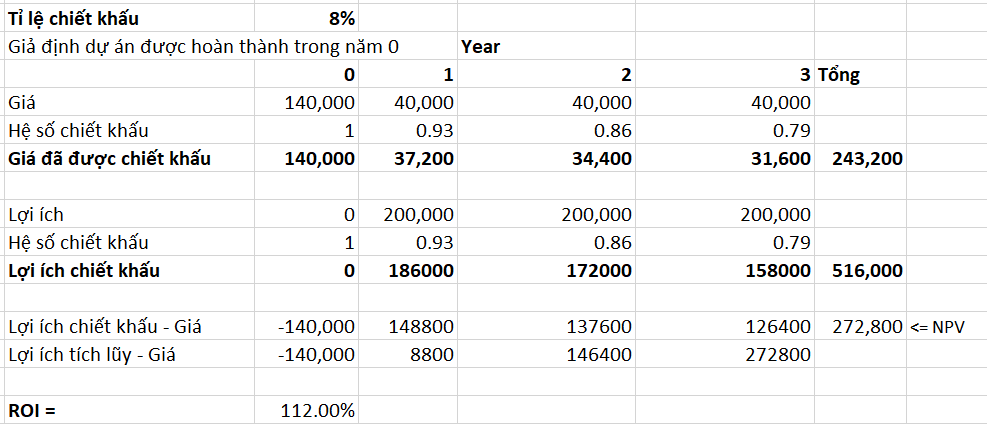 Tỉ lệ chiết khấu 8%
Giả định dự án được hoàn thành trong năm 0 Year
0 1 2 3 Tổng
Giá 140,000 40,000 40,000 40,000
Hệ số chiết khấu 1 0.93 0.86 0.79
Giá đã được chiết khấu 140,000 37,200 34,400 31,600 243,200
Lợi ích 0 200,000 200,000 200,000
Hệ số chiết khấu 1 0.93 0.86 0.79
Lợi ích chiết khấu 0 186000 172000 158000 516,000
Lợi ích chiết khấu - Giá -140,000 148800 137600 126400 272,800 <= NPV
Lợi ích tích lũy - Giá -140,000 8800 146400 272800
ROI = 112.00%